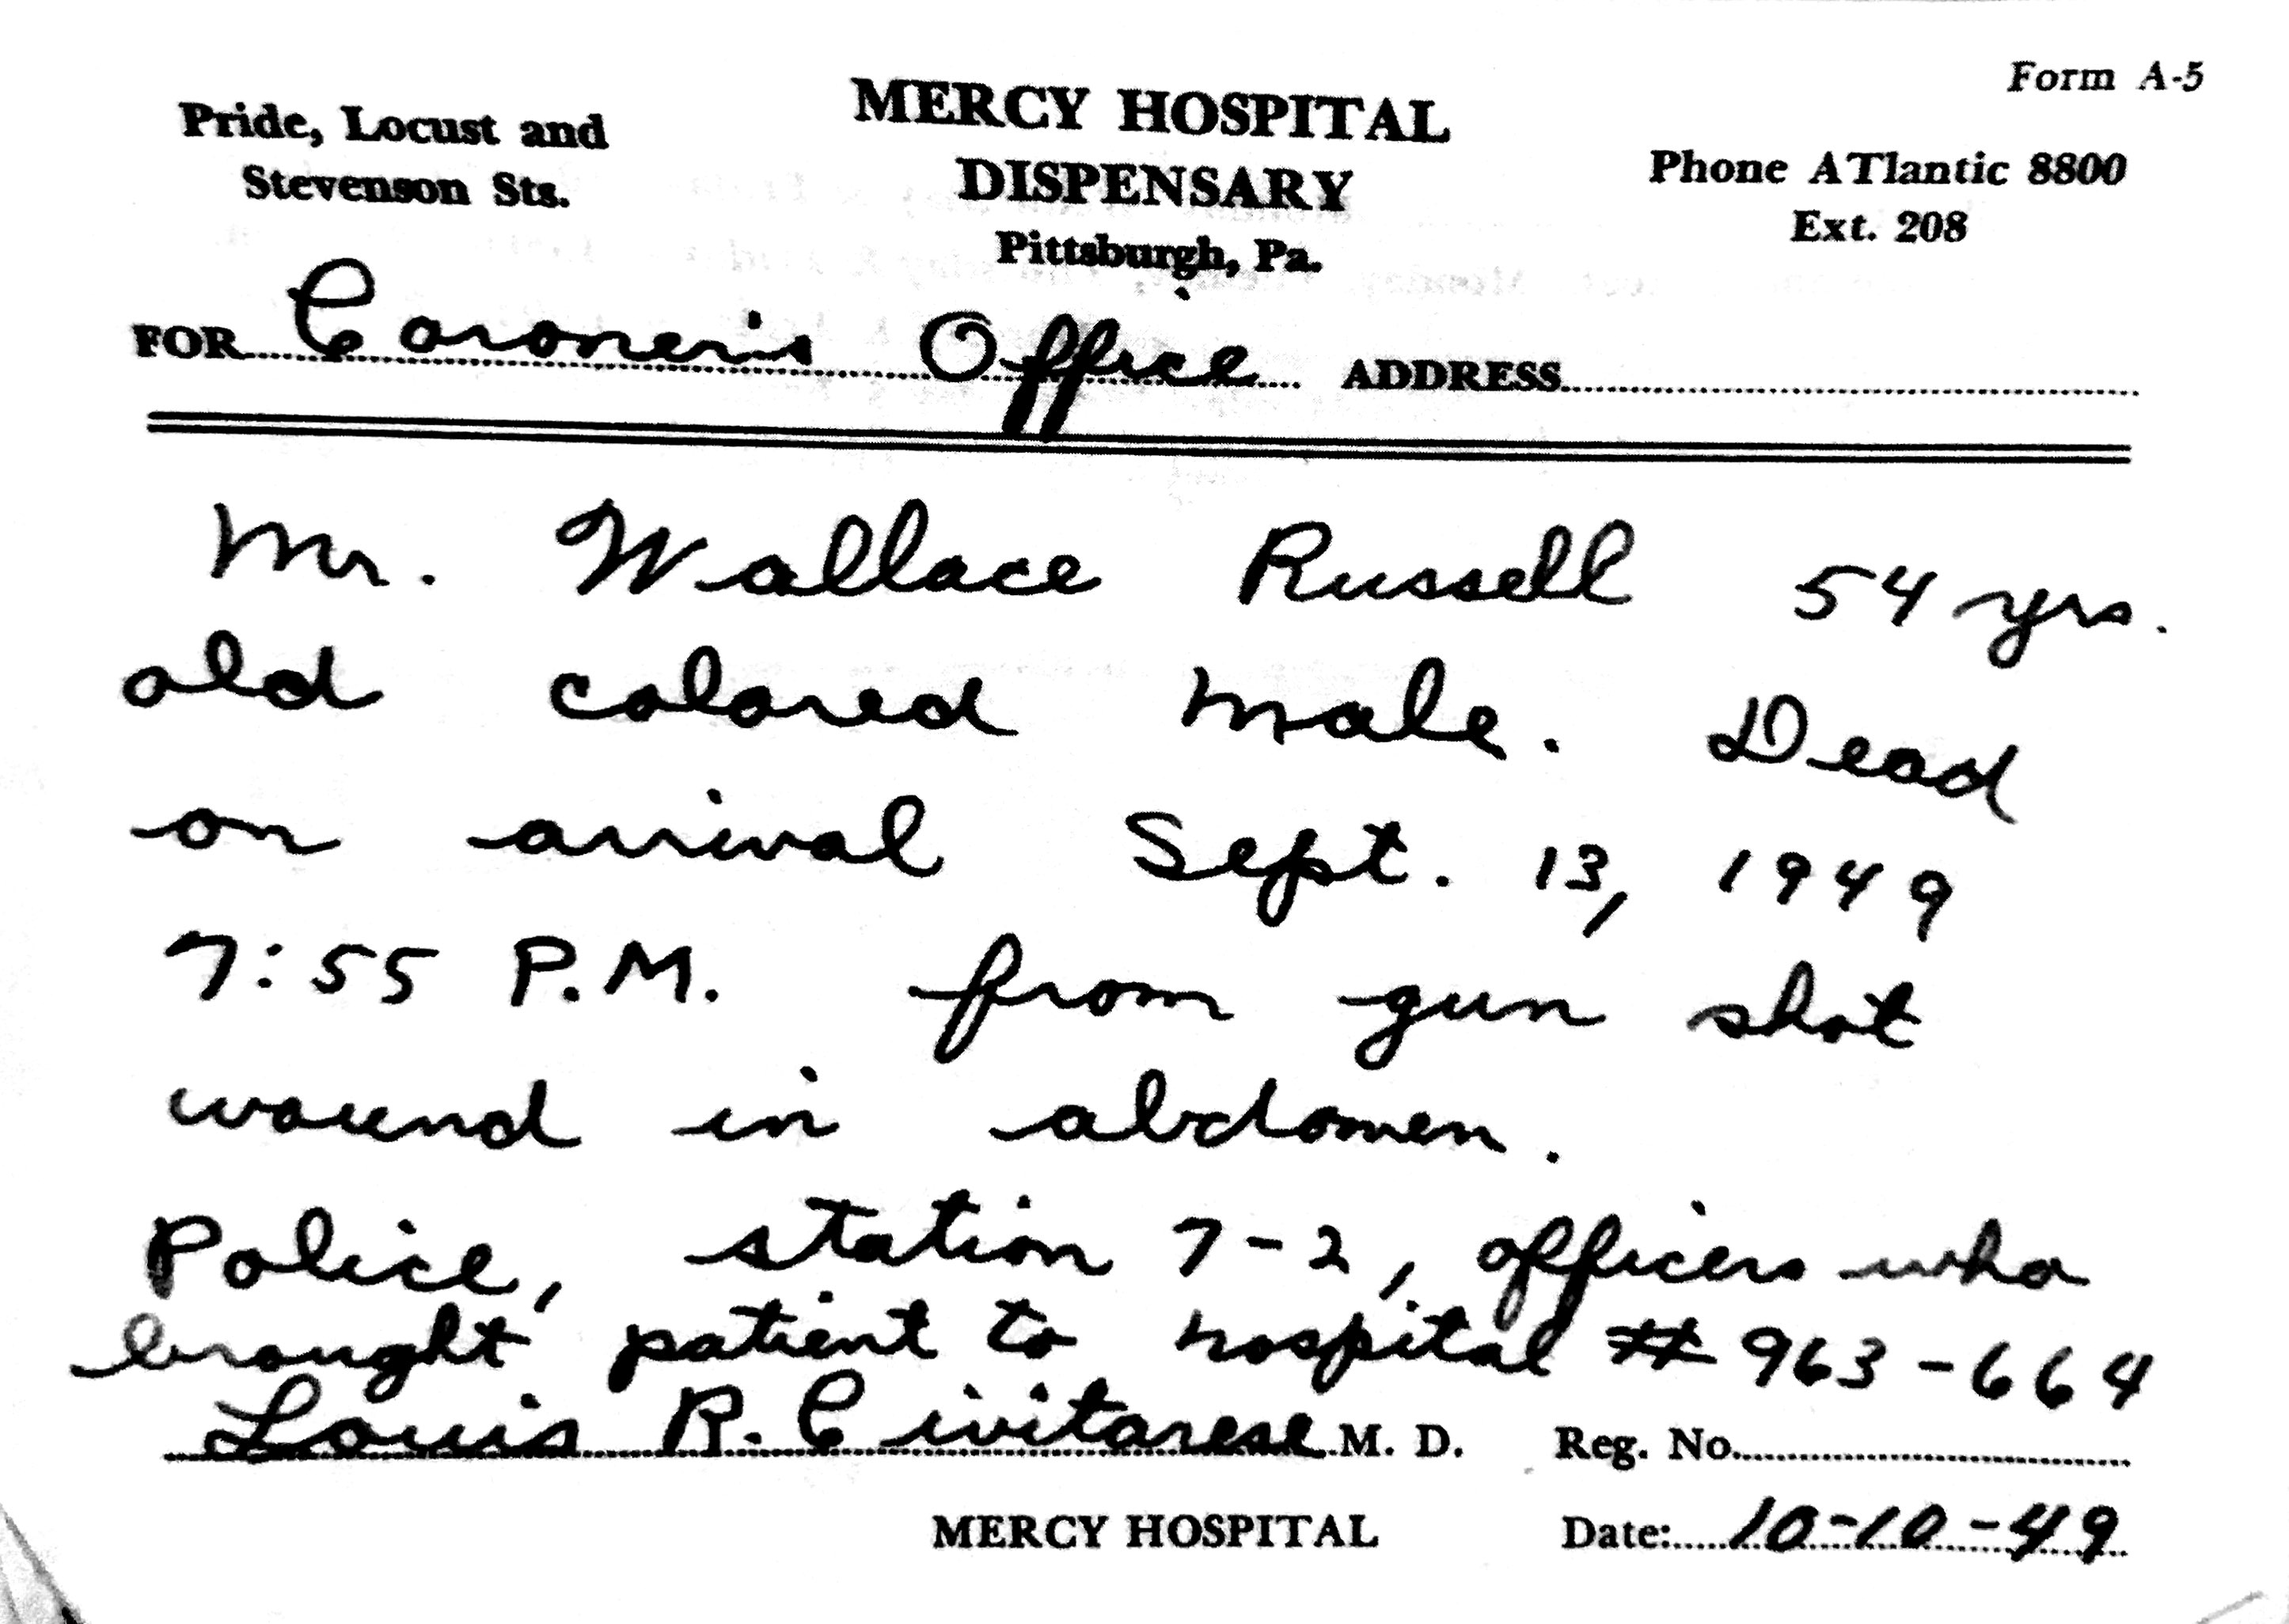 Form A-5
Pride, Locust and
Stevenson Sts.
MERCY HOSPITAL
DISPENSARY
Pittsburgh, Pa.
Phone ATlantic 8800
Ext. 208
FOR Coroner's Office ADDRESS
Mr. Wallace Russell 54 yrs.
old colored male. Dead
on arrival Sept. 13, 1949
7:55 P.M. from gun shot
wound in abdomen.
Police, station 7-2, officers who
brought patient to hospital # 963-664
Louis R. Civitarese M. D. Reg. No.
MERCY HOSPITAL Date: 10-10-49